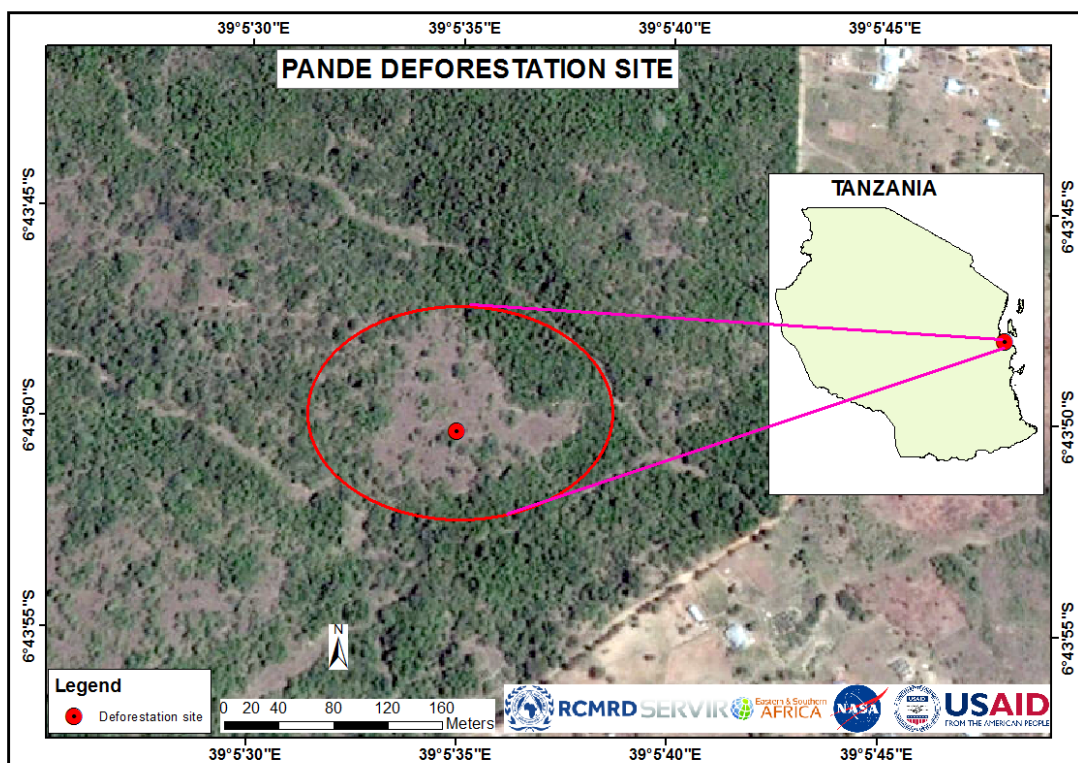 39°5'30"E 39°5'35"E 39°5'40"E 39°5'45"E
PANDE DEFORESTATION SITE
TANZANIA
6°43'45"S 6°43'45"S
6°43'50"S 6°43'50"S
6°43'55"S 6°43'55"S
N
Legend
Deforestation site
0 20 40 80 120 160
Meters
RCMRD
SERVIR
Eastern & Southern
AFRICA
NASA
USAID
FROM THE AMERICAN PEOPLE
39°5'30"E 39°5'35"E 39°5'40"E 39°5'45"E